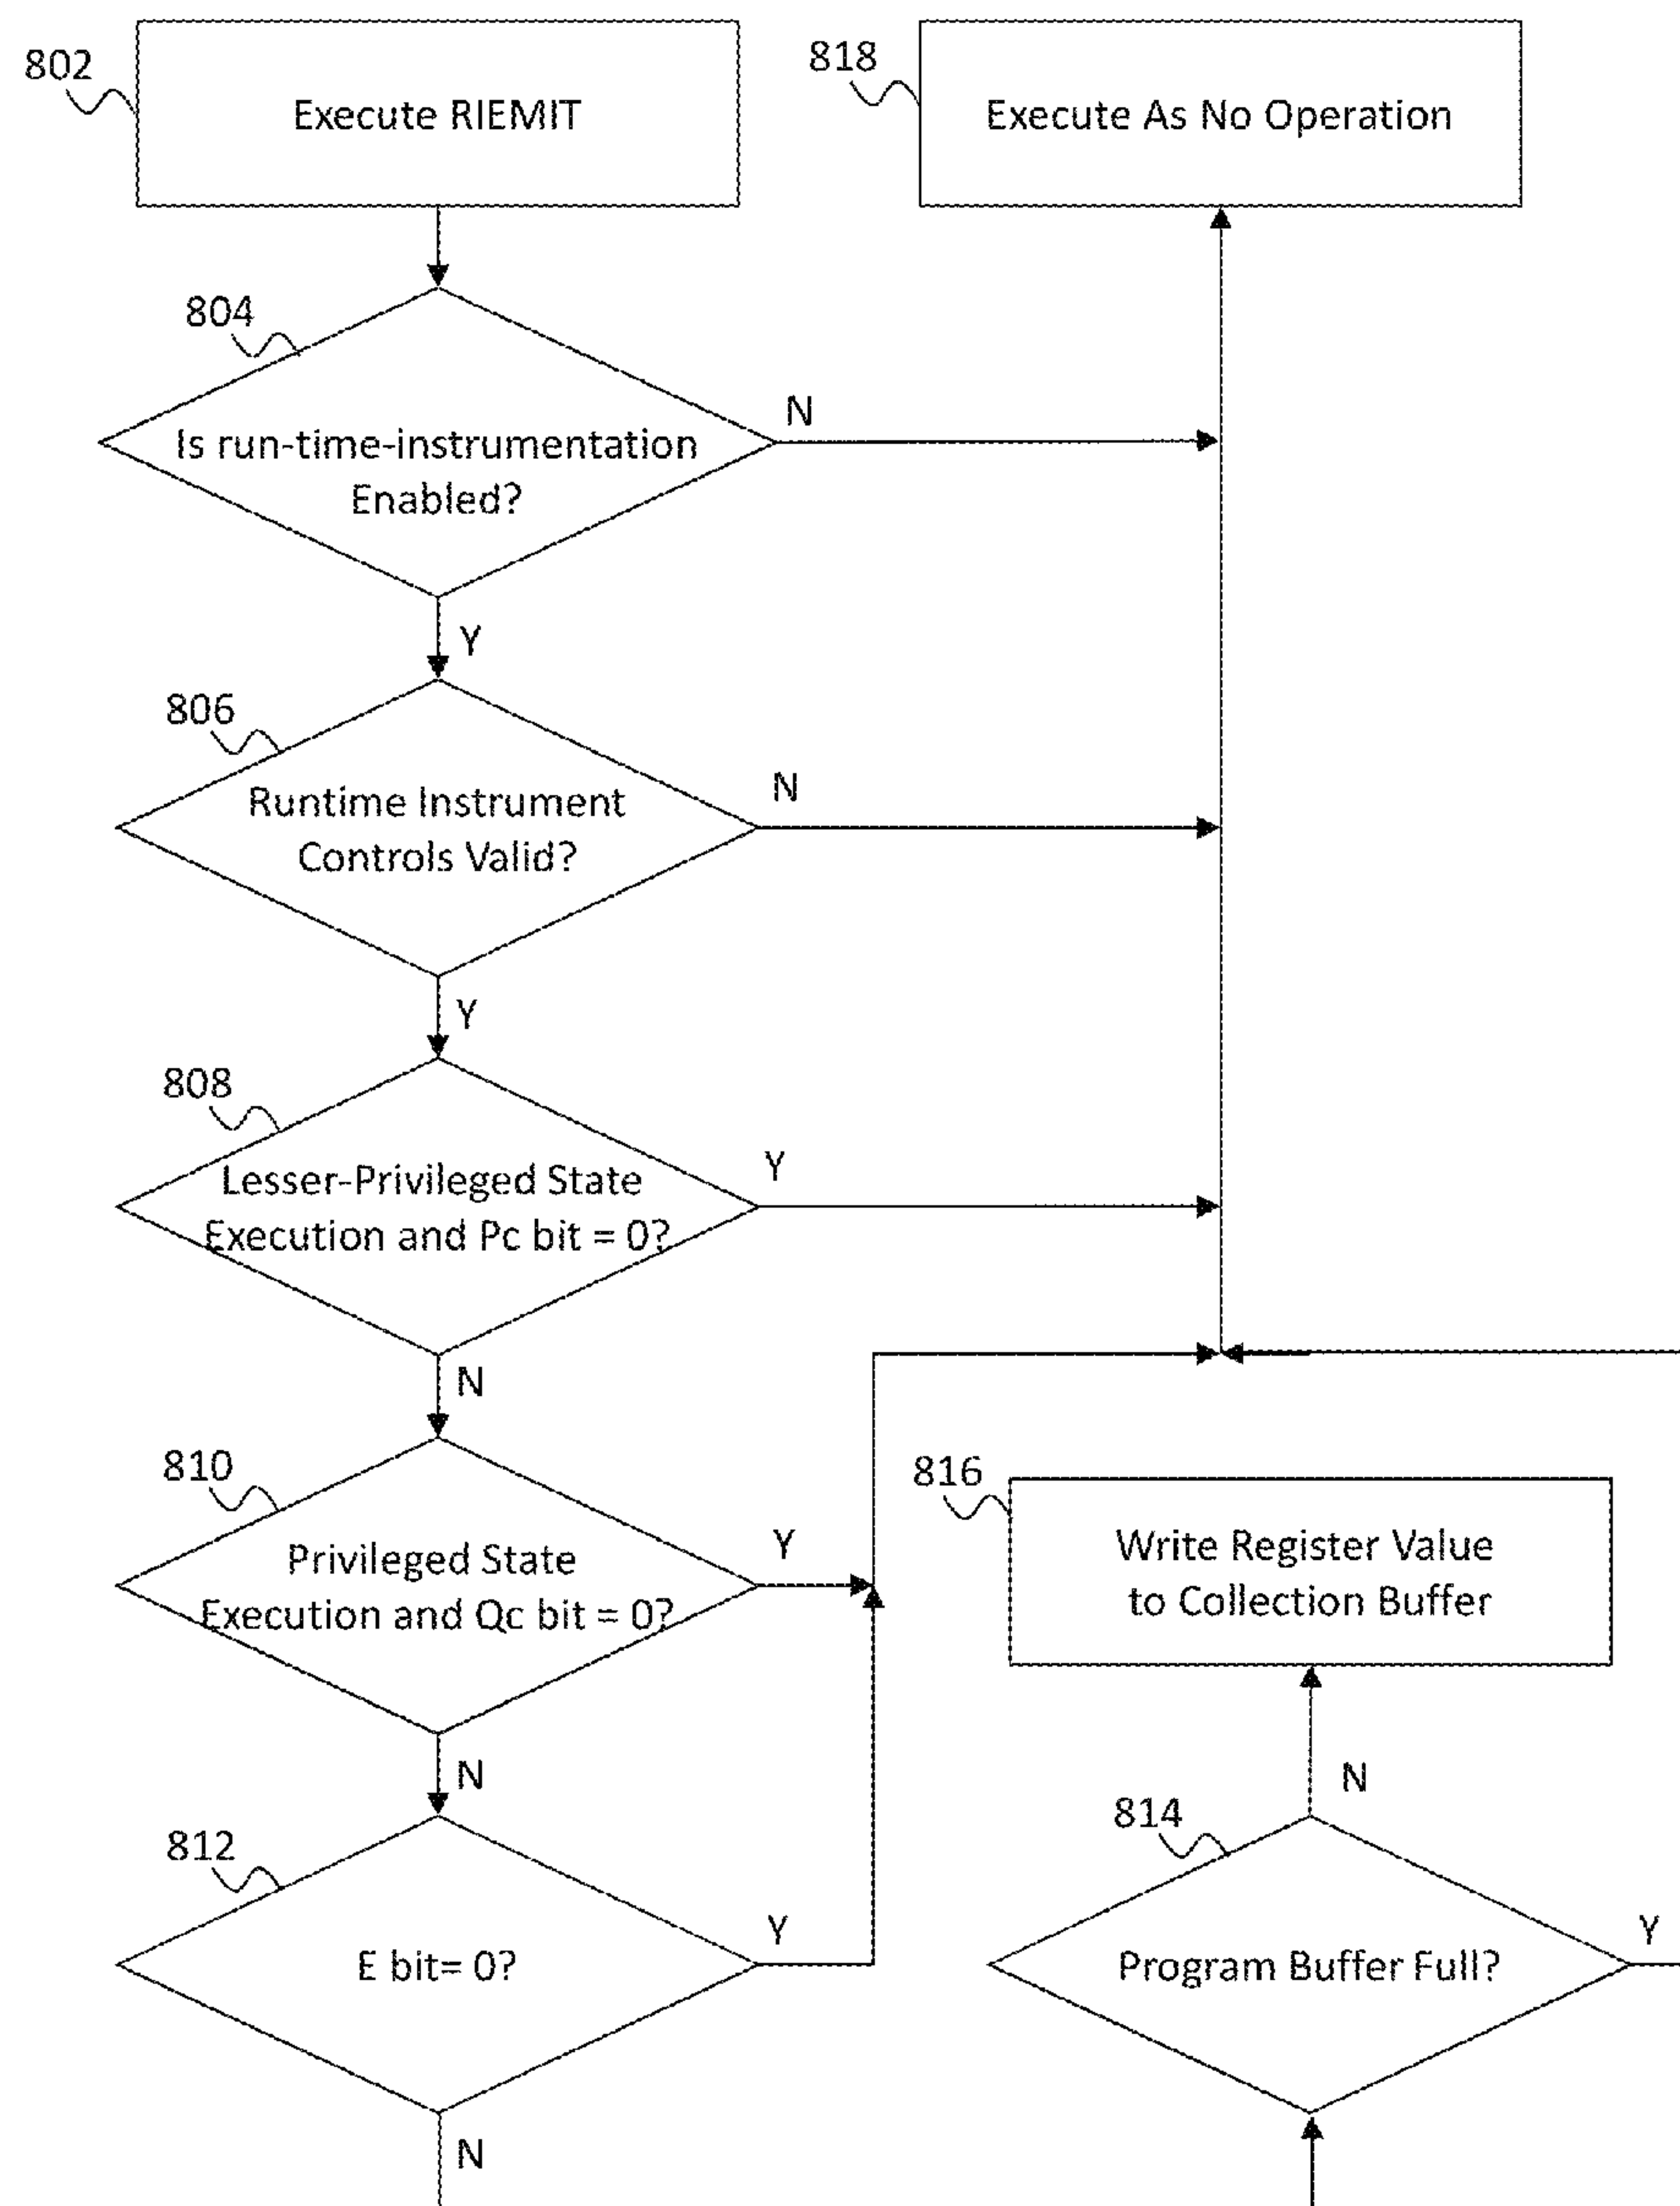 802
Execute RIEMIT
818
Execute As No Operation
804
Is run-time-instrumentation
Enabled?
N
Y
806
Runtime Instrument
Controls Valid?
N
Y
808
Lesser-Privileged State
Execution and Pc bit = 0?
Y
N
810
Privileged State
Execution and Qc bit = 0?
Y
N
816
Write Register Value
to Collection Buffer
812
E bit= 0?
Y
N
814
Program Buffer Full?
N
Y